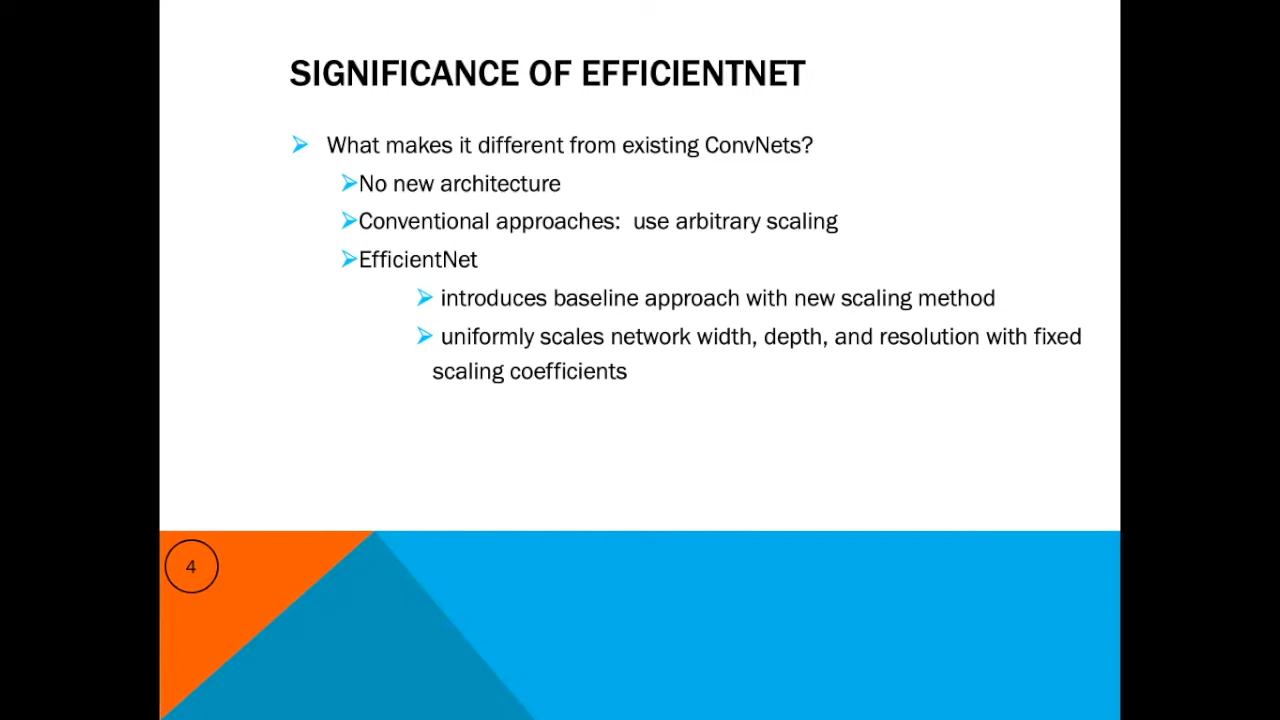 SIGNIFICANCE OF EFFICIENTNET
What makes it different from existing ConvNets?
No new architecture
Conventional approaches:  use arbitrary scaling
EfficientNet
introduces baseline approach with new scaling method
uniformly scales network width, depth, and resolution with fixed
scaling coefficients
4